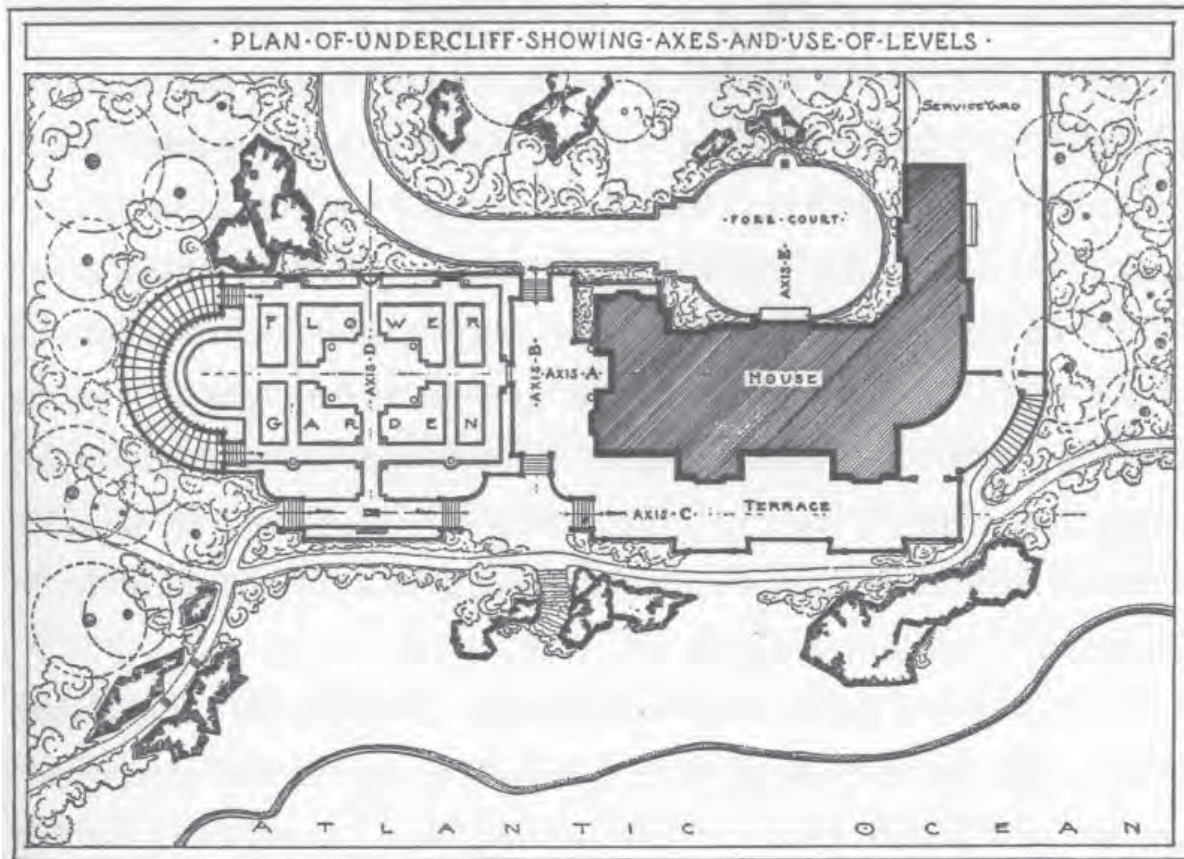 · PLAN · OF · UNDERCLIFF · SHOWING · AXES · AND · USE · OF · LEVELS ·
SERVICE YARD
· FORE · COURT ·
AXIS · E ·
F L O W E R
· AXIS · D ·
· AXIS · B ·
· AXIS · A ·
HOUSE
G A R D E N
· AXIS · C ·
TERRACE
A T L A N T I C O C E A N